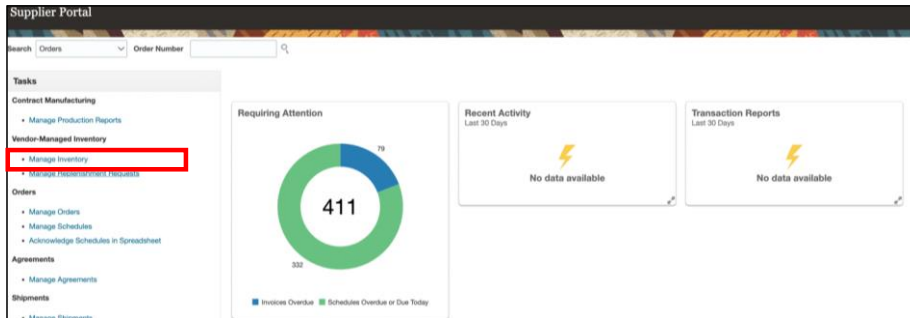 Supplier Portal
Search Orders Order Number
Tasks
Contract Manufacturing
• Manage Production Reports
Vendor-Managed Inventory
• Manage Inventory
• Manage Replenishment Requests
Orders
• Manage Orders
• Manage Schedules
• Acknowledge Schedules in Spreadsheet
Agreements
• Manage Agreements
Shipments
• Manage Shipments
Requiring Attention
79
411
332
Invoices Overdue Schedules Overdue or Due Today
Recent Activity
Last 30 Days
No data available
Transaction Reports
Last 30 Days
No data available